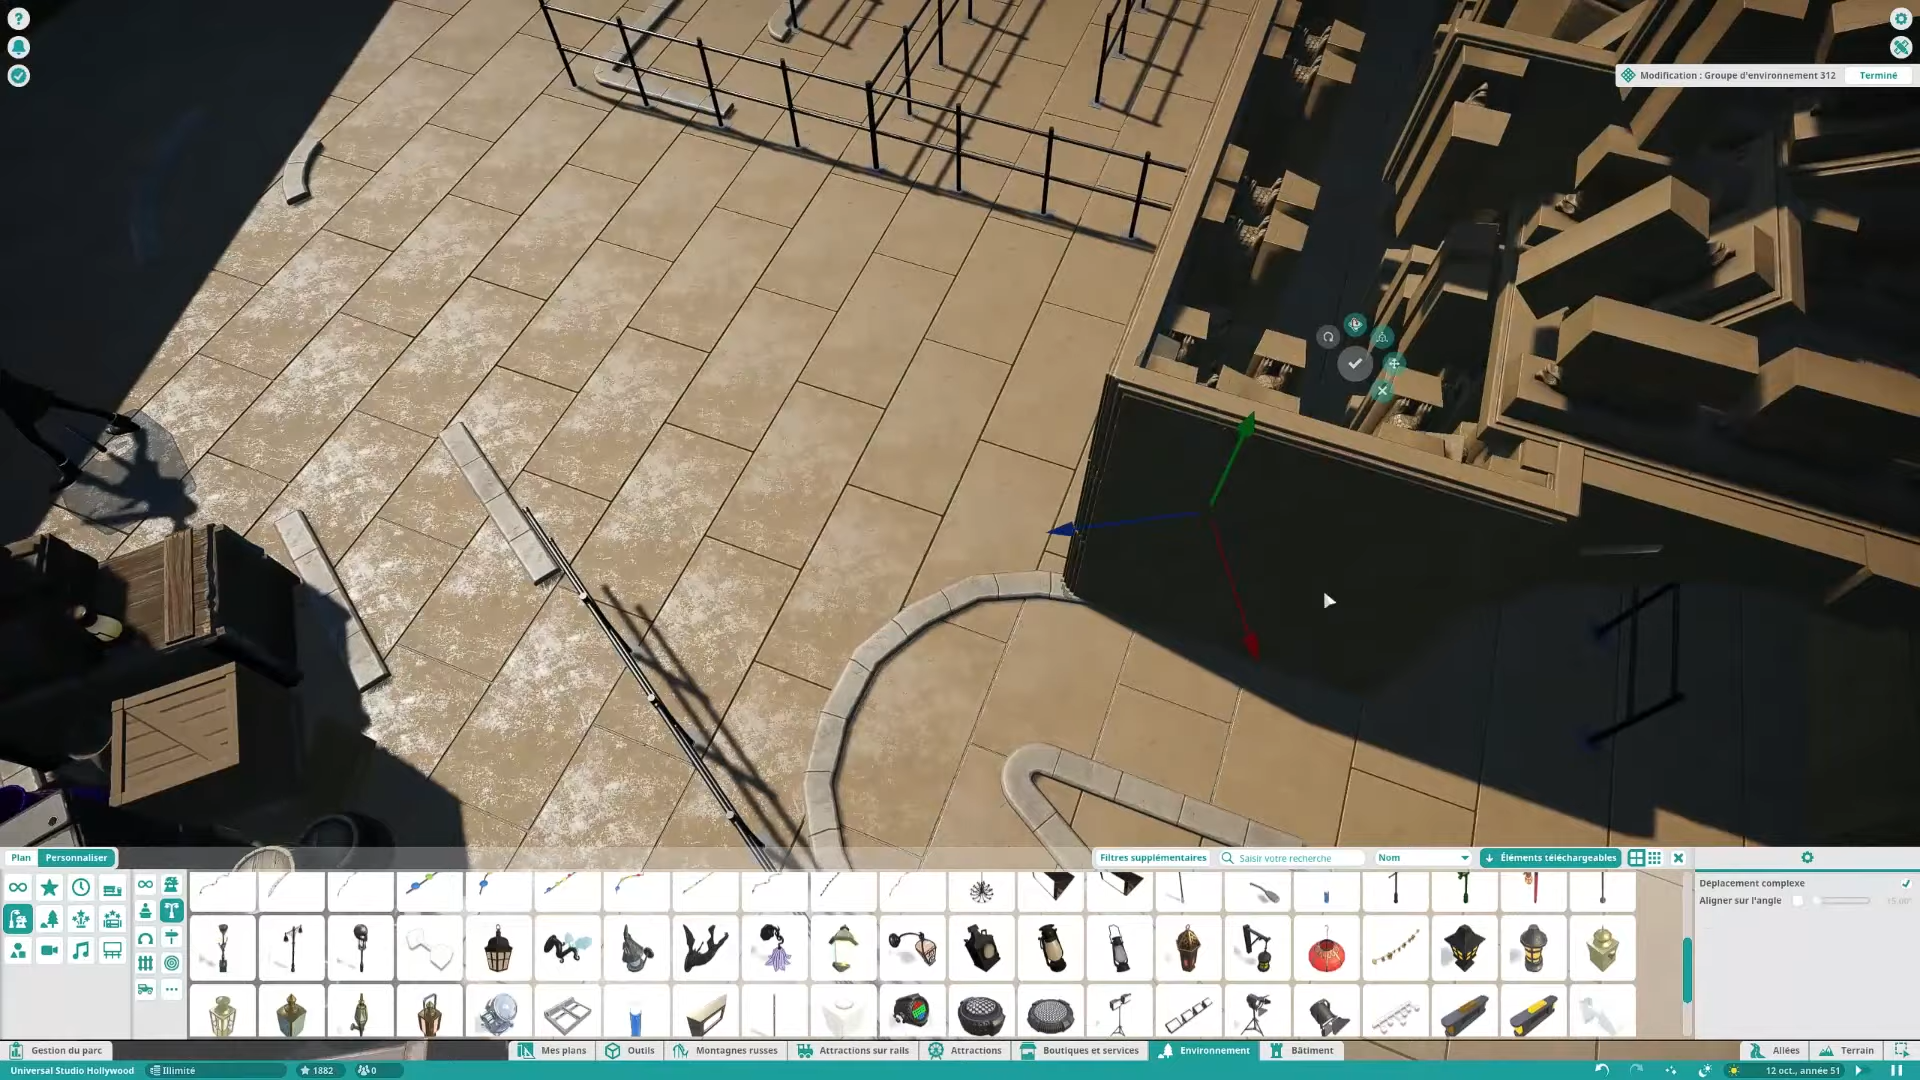 Modification : Groupe d'environnement 312
Terminé
Plan
Personnaliser
Filtres supplémentaires
Saisir votre recherche
Nom
Éléments téléchargeables
Déplacement complexe
Aligner sur l'angle
15.00°
Gestion du parc
Mes plans
Outils
Montagnes russes
Attractions sur rails
Attractions
Boutiques et services
Environnement
Bâtiment
Allées
Terrain
Universal Studio Hollywood
Illimité
1882
0
12 oct., année 51